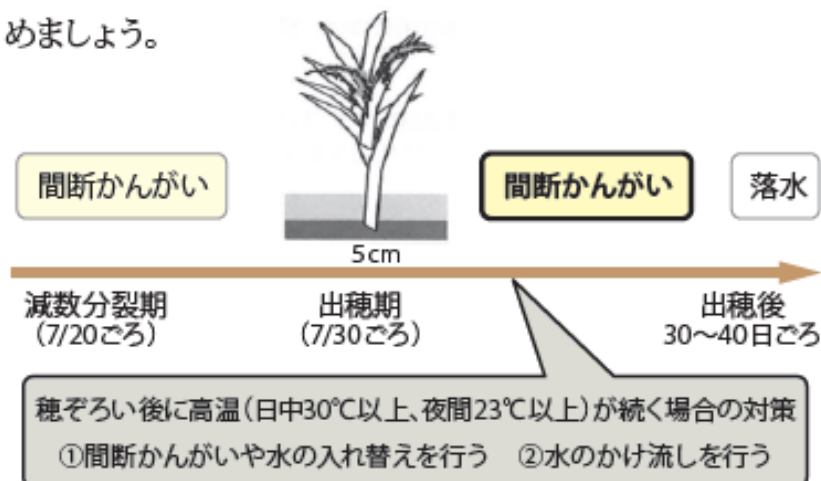 めましょう。
間断かんがい
間断かんがい
落水
5cm
減数分裂期
(7/20ごろ)
出穂期
(7/30ごろ)
出穂後
30〜40日ごろ
穂ぞろい後に高温(日中30℃以上、夜間23℃以上)が続く場合の対策
①間断かんがいや水の入れ替えを行う ②水のかけ流しを行う